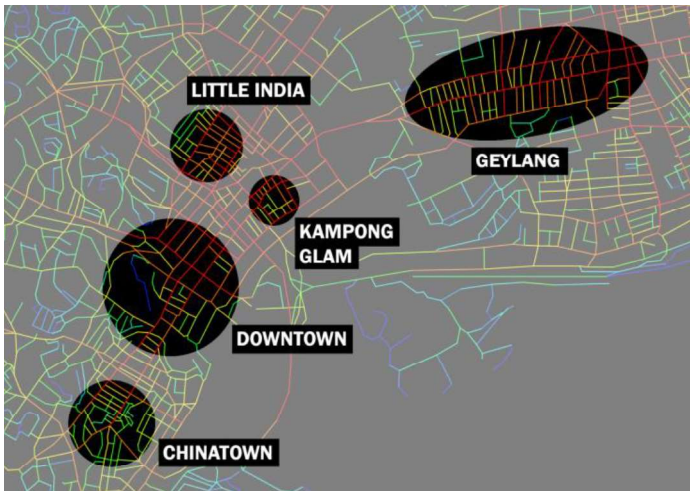 LITTLE INDIA
GEYLANG
KAMPONG
GLAM
DOWNTOWN
CHINATOWN